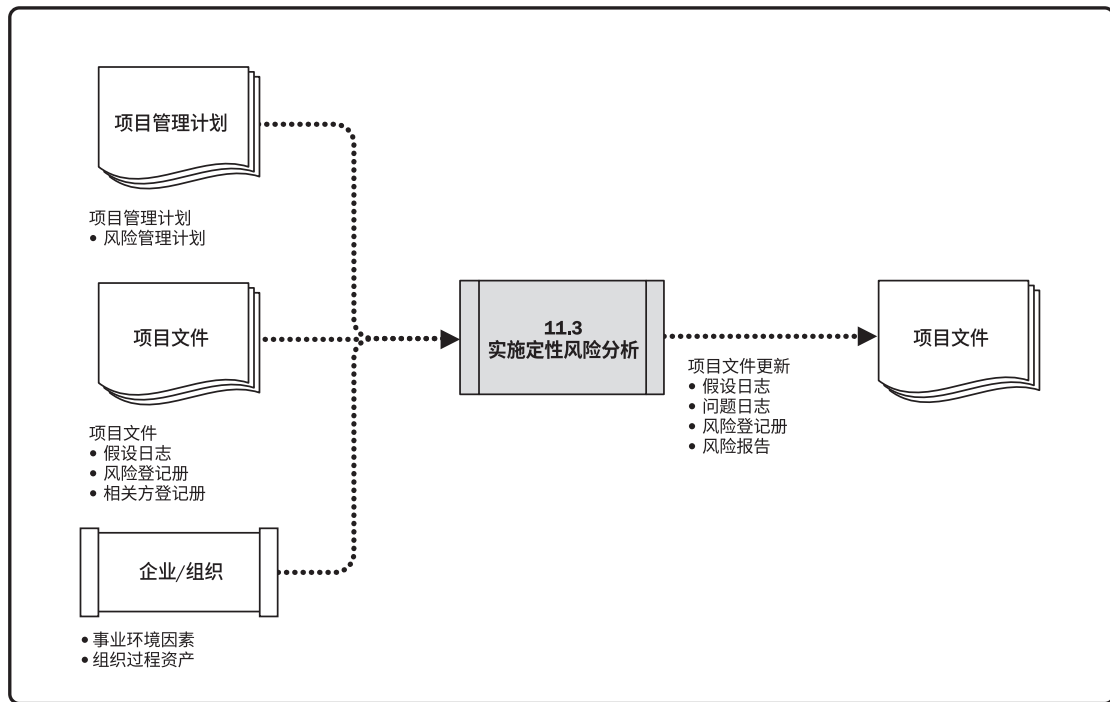 项目管理计划
项目管理计划
• 风险管理计划
项目文件
项目文件
• 假设日志
• 风险登记册
• 相关方登记册
企业/组织
• 事业环境因素
• 组织过程资产
11.3
实施定性风险分析
项目文件更新
• 假设日志
• 问题日志
• 风险登记册
• 风险报告
项目文件